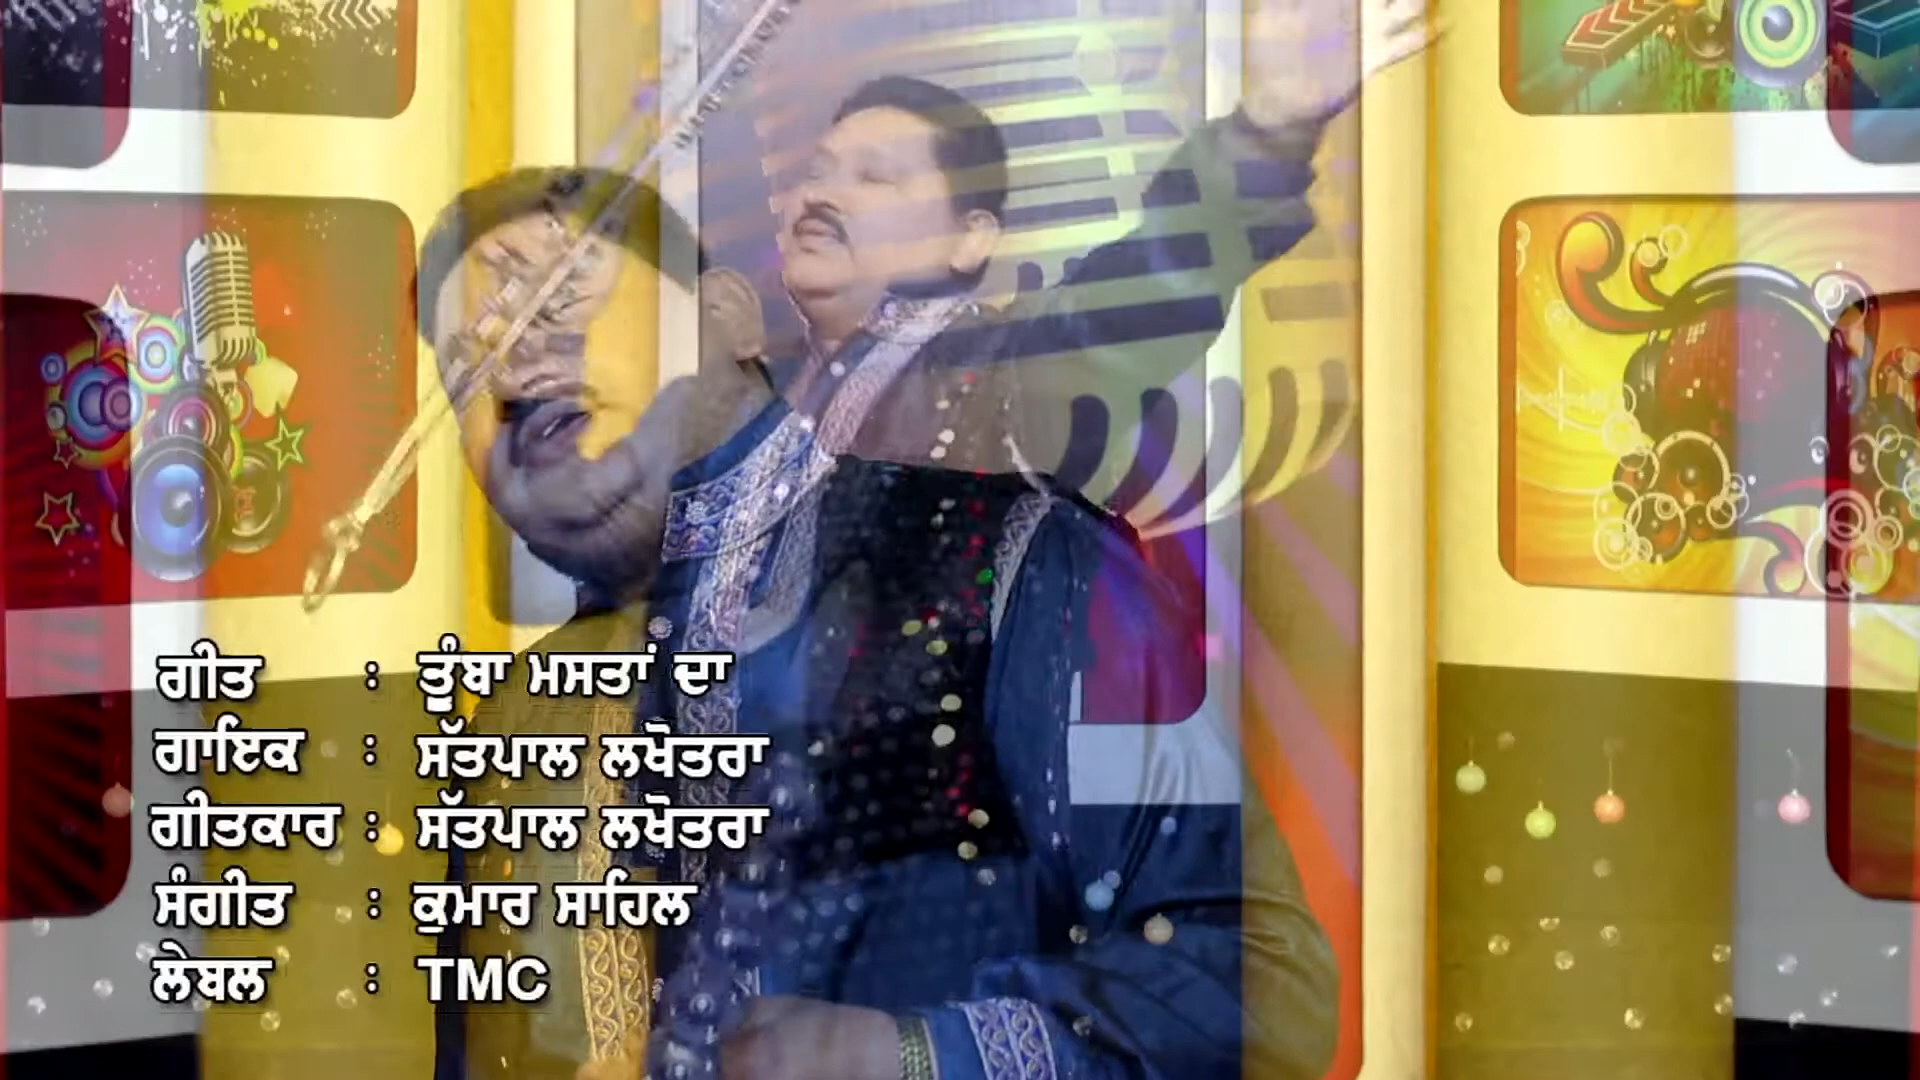 ਗੀਤ : ਤੂੰਬਾ ਮਸਤਾਂ ਦਾ
ਗਾਇਕ : ਸੱਤਪਾਲ ਲਖੋਤਰਾ
ਗੀਤਕਾਰ : ਸੱਤਪਾਲ ਲਖੋਤਰਾ
ਸੰਗੀਤ : ਕੁਮਾਰ ਸਾਹਿਲ
ਲੇਬਲ : TMC